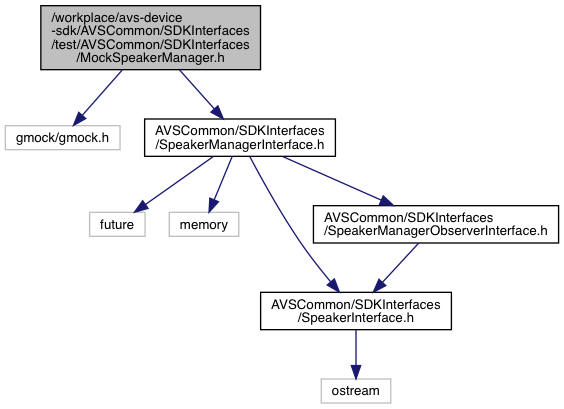 /workplace/avs-device
-sdk/AVSCommon/SDKInterfaces
/test/AVSCommon/SDKInterfaces
/MockSpeakerManager.h
gmock/gmock.h
AVSCommon/SDKInterfaces
/SpeakerManagerInterface.h
future
memory
AVSCommon/SDKInterfaces
/SpeakerManagerObserverInterface.h
AVSCommon/SDKInterfaces
/SpeakerInterface.h
ostream